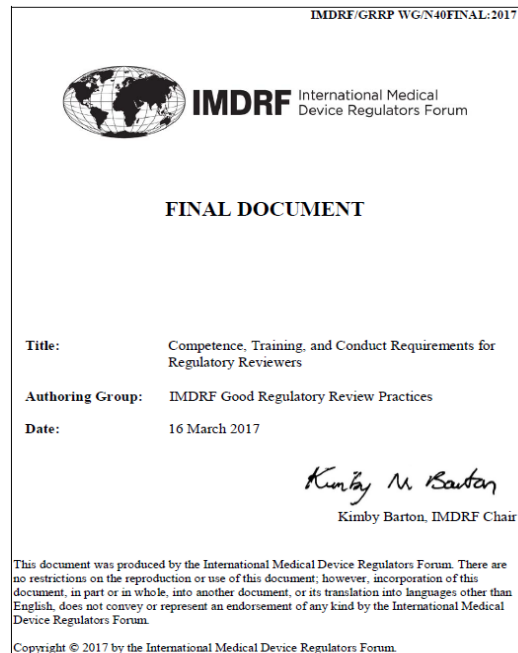 IMDRF/GRRP WG/N40FINAL:2017
IMDRF International Medical
Device Regulators Forum
FINAL DOCUMENT
Title: Competence, Training, and Conduct Requirements for
Regulatory Reviewers
Authoring Group: IMDRF Good Regulatory Review Practices
Date: 16 March 2017
Kimby M Barton
Kimby Barton, IMDRF Chair
This document was produced by the International Medical Device Regulators Forum. There are
no restrictions on the reproduction or use of this document; however, incorporation of this
document, in part or in whole, into another document, or its translation into languages other than
English, does not convey or represent an endorsement of any kind by the International Medical
Device Regulators Forum.
Copyright © 2017 by the International Medical Device Regulators Forum.